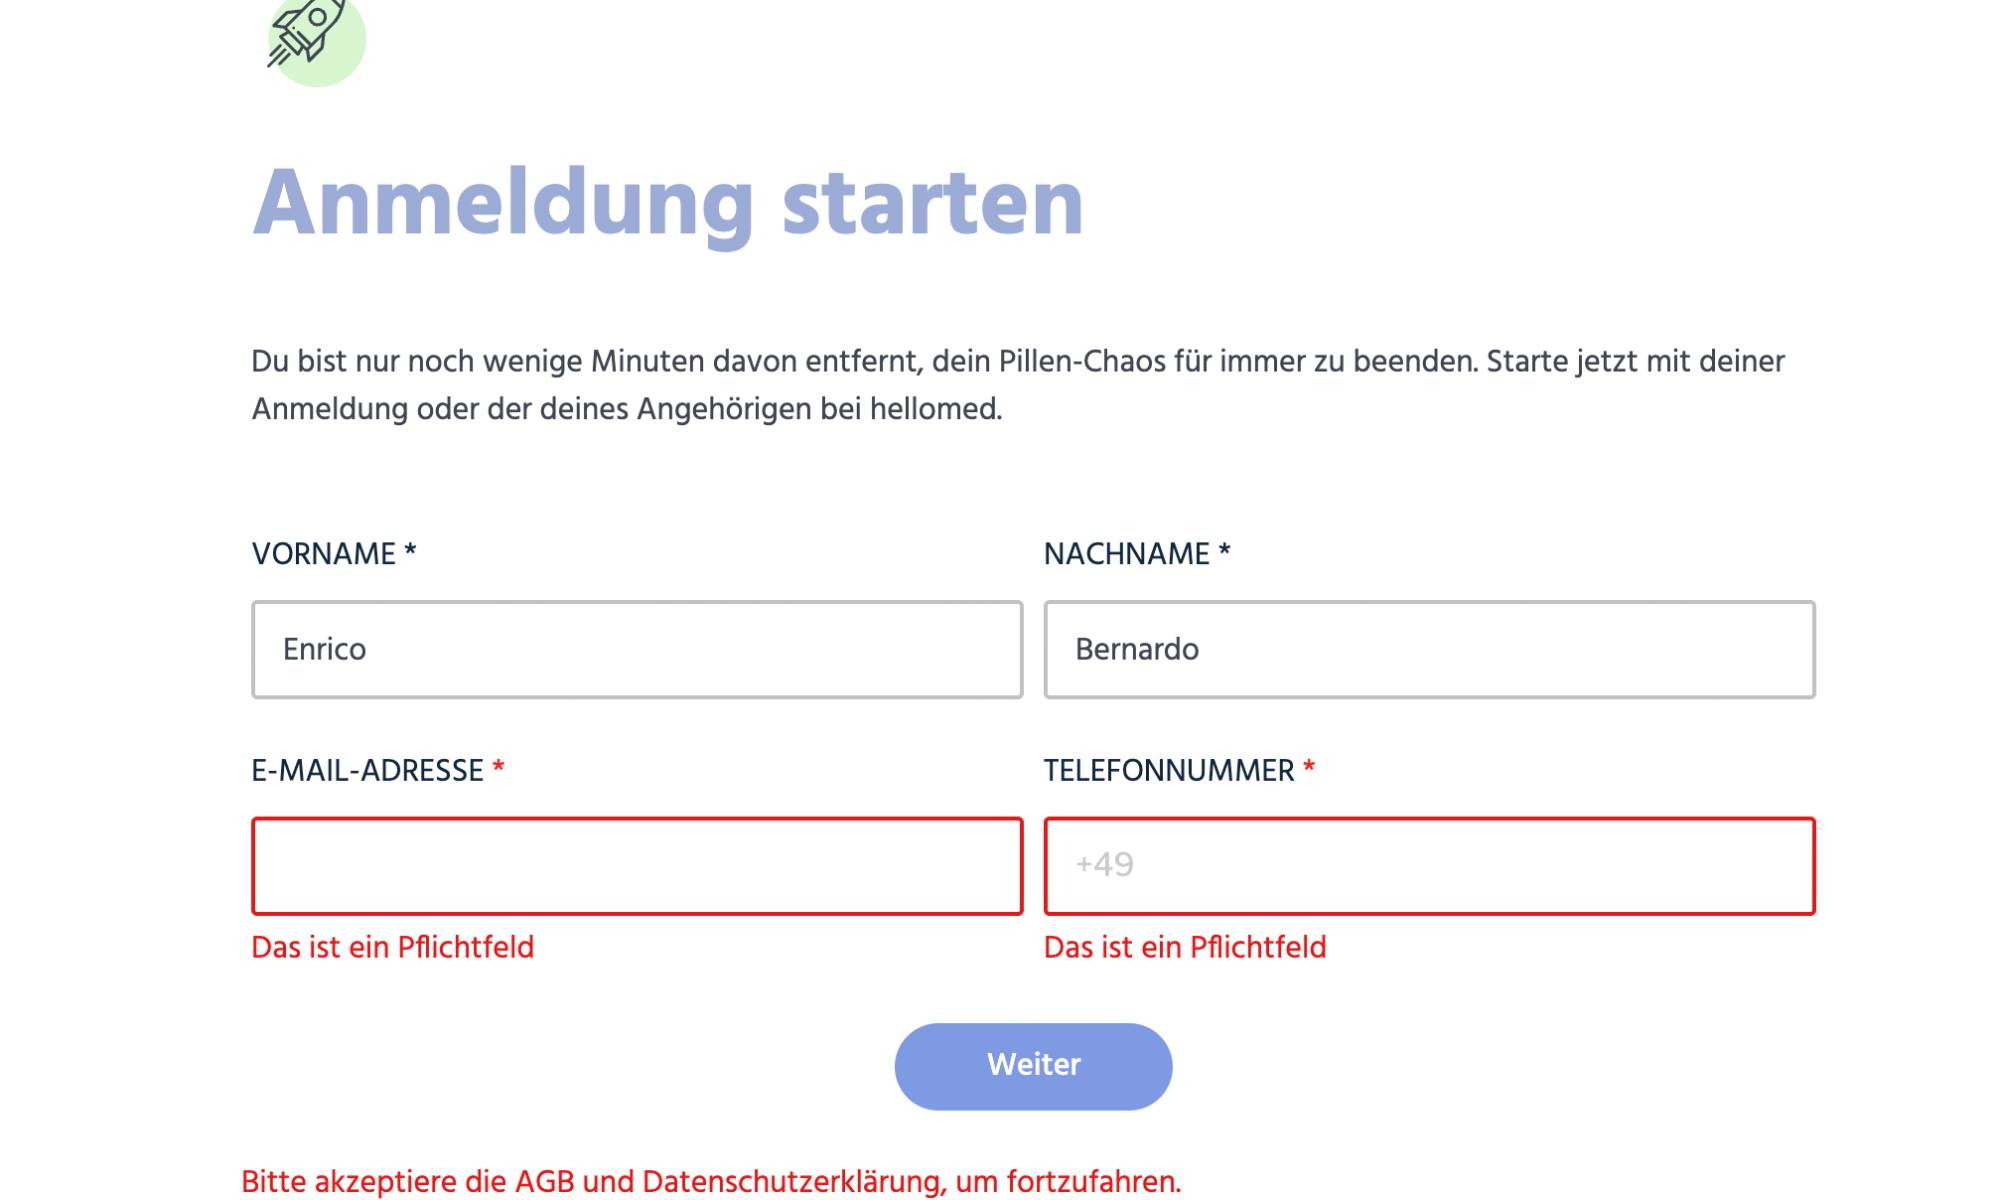 Anmeldung starten
Du bist nur noch wenige Minuten davon entfernt, dein Pillen-Chaos für immer zu beenden. Starte jetzt mit deiner
Anmeldung oder der deines Angehörigen bei hellomed.
VORNAME *
NACHNAME *
Enrico
Bernardo
E-MAIL-ADRESSE *
TELEFONNUMMER *
+49
Das ist ein Pflichtfeld
Das ist ein Pflichtfeld
Weiter
Bitte akzeptiere die AGB und Datenschutzerklärung, um fortzufahren.